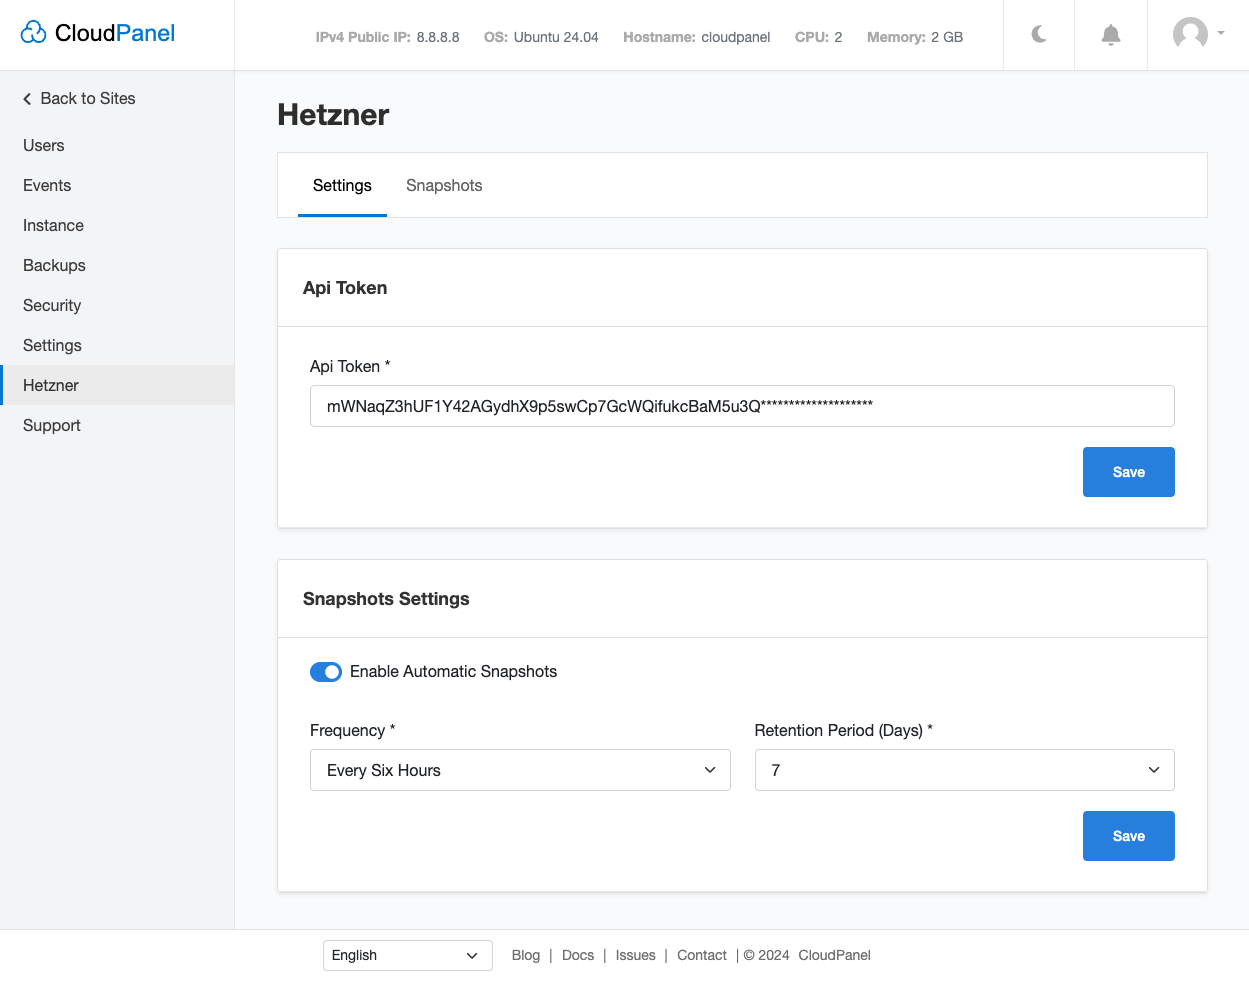 CloudPanel
IPv4 Public IP: 8.8.8.8 OS: Ubuntu 24.04 Hostname: cloudpanel CPU: 2 Memory: 2 GB
Back to Sites
Users
Events
Instance
Backups
Security
Settings
Hetzner
Support
Hetzner
Settings Snapshots
Api Token
Api Token *
mWNaqZ3hUF1Y42AGydhX9p5swCp7GcWQifukcBaM5u3Q********************
Save
Snapshots Settings
Enable Automatic Snapshots
Frequency * Retention Period (Days) *
Every Six Hours 7
Save
English Blog | Docs | Issues | Contact | © 2024 CloudPanel